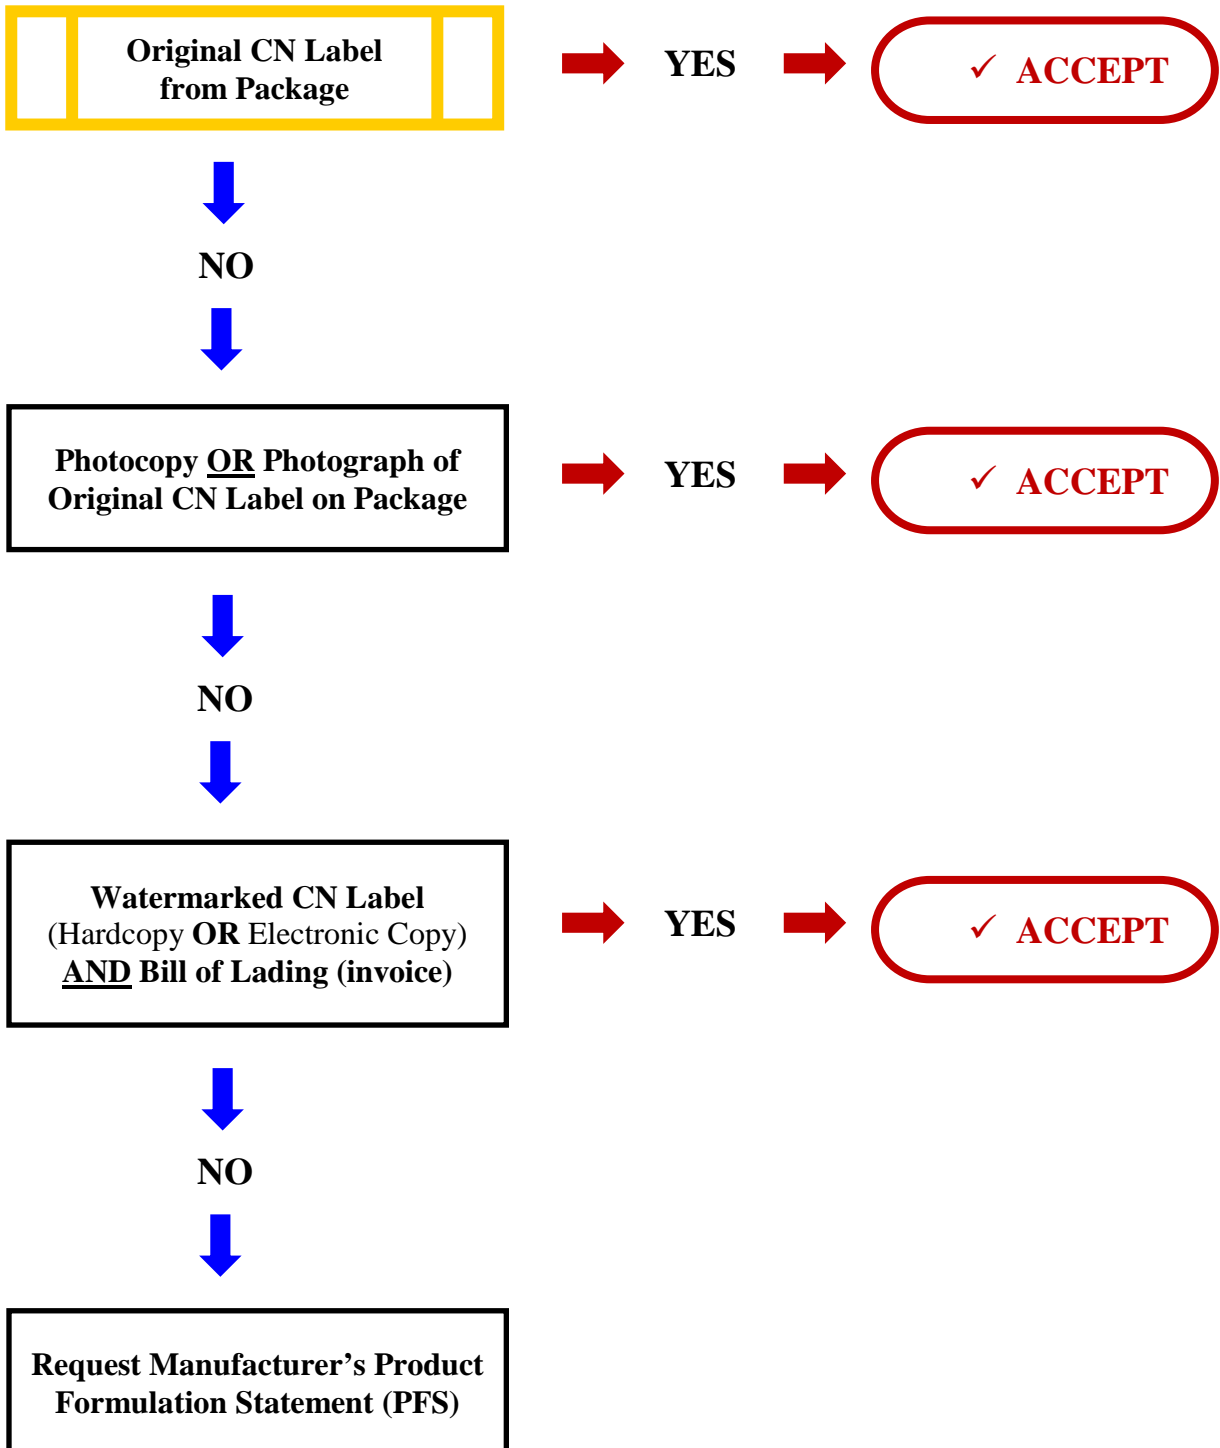 Original CN Label
from Package
YES
✓ ACCEPT
NO
Photocopy OR Photograph of
Original CN Label on Package
YES
✓ ACCEPT
NO
Watermarked CN Label
(Hardcopy OR Electronic Copy)
AND Bill of Lading (invoice)
YES
✓ ACCEPT
NO
Request Manufacturer’s Product
Formulation Statement (PFS)